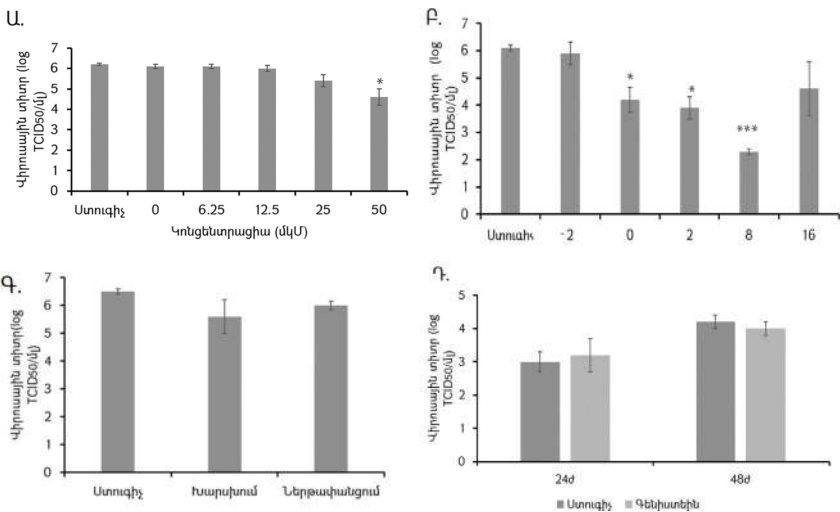 Ա.
Վիրուսային տիտր (log
TCID50/մլ)
7
6
5
4
3
2
1
0
*
Ստուգիչ 0 6.25 12.5 25 50
Կոնցենտրացիա (մկՄ)
Բ.
Վիրուսային տիտր (log
TCID50/մլ)
7
6
5
4
3
2
1
0
* * ***
Ստուգիչ -2 0 2 8 16
Գ.
Վիրուսային տիտր(log
TCID50/մլ)
7
6
5
4
3
2
1
0
Ստուգիչ Խարսխում Ներթափանցում
Դ.
Վիրուսային տիտր (log
TCID50/մլ)
5
4
3
2
1
0
24ժ 48ժ
Ստուգիչ Գենիստեին